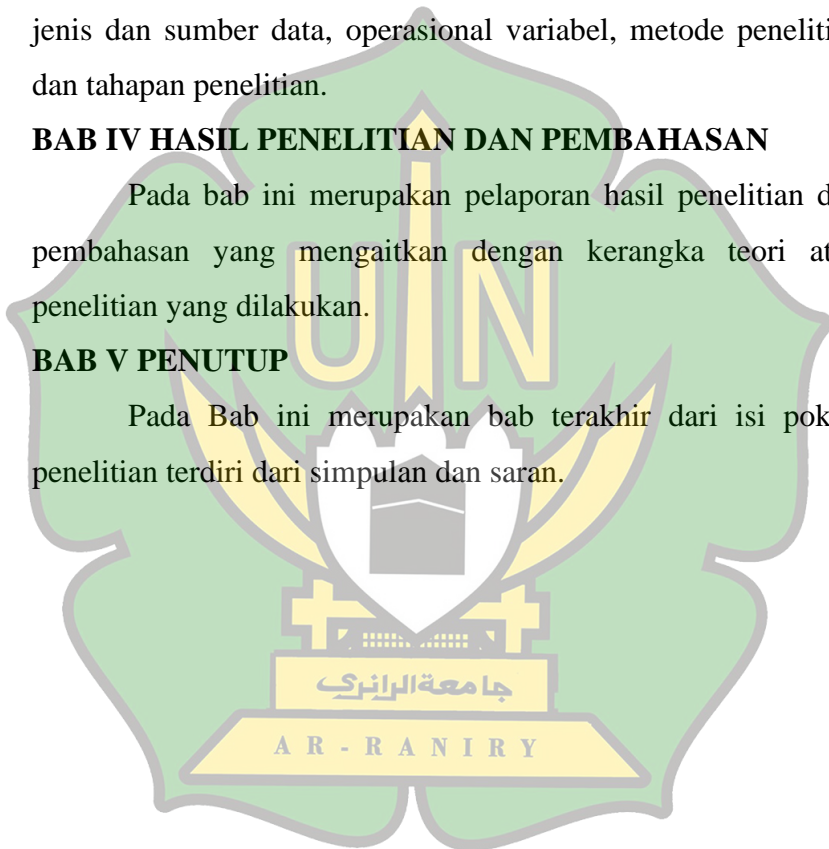 jenis dan sumber data, operasional variabel, metode peneliti
dan tahapan penelitian.
BAB IV HASIL PENELITIAN DAN PEMBAHASAN
Pada bab ini merupakan pelaporan hasil penelitian d
pembahasan yang mengaitkan dengan kerangka teori at
penelitian yang dilakukan.
BAB V PENUTUP
Pada Bab ini merupakan bab terakhir dari isi pok
penelitian terdiri dari simpulan dan saran.
UIN
جامعة الرانري
AR-RANIRY